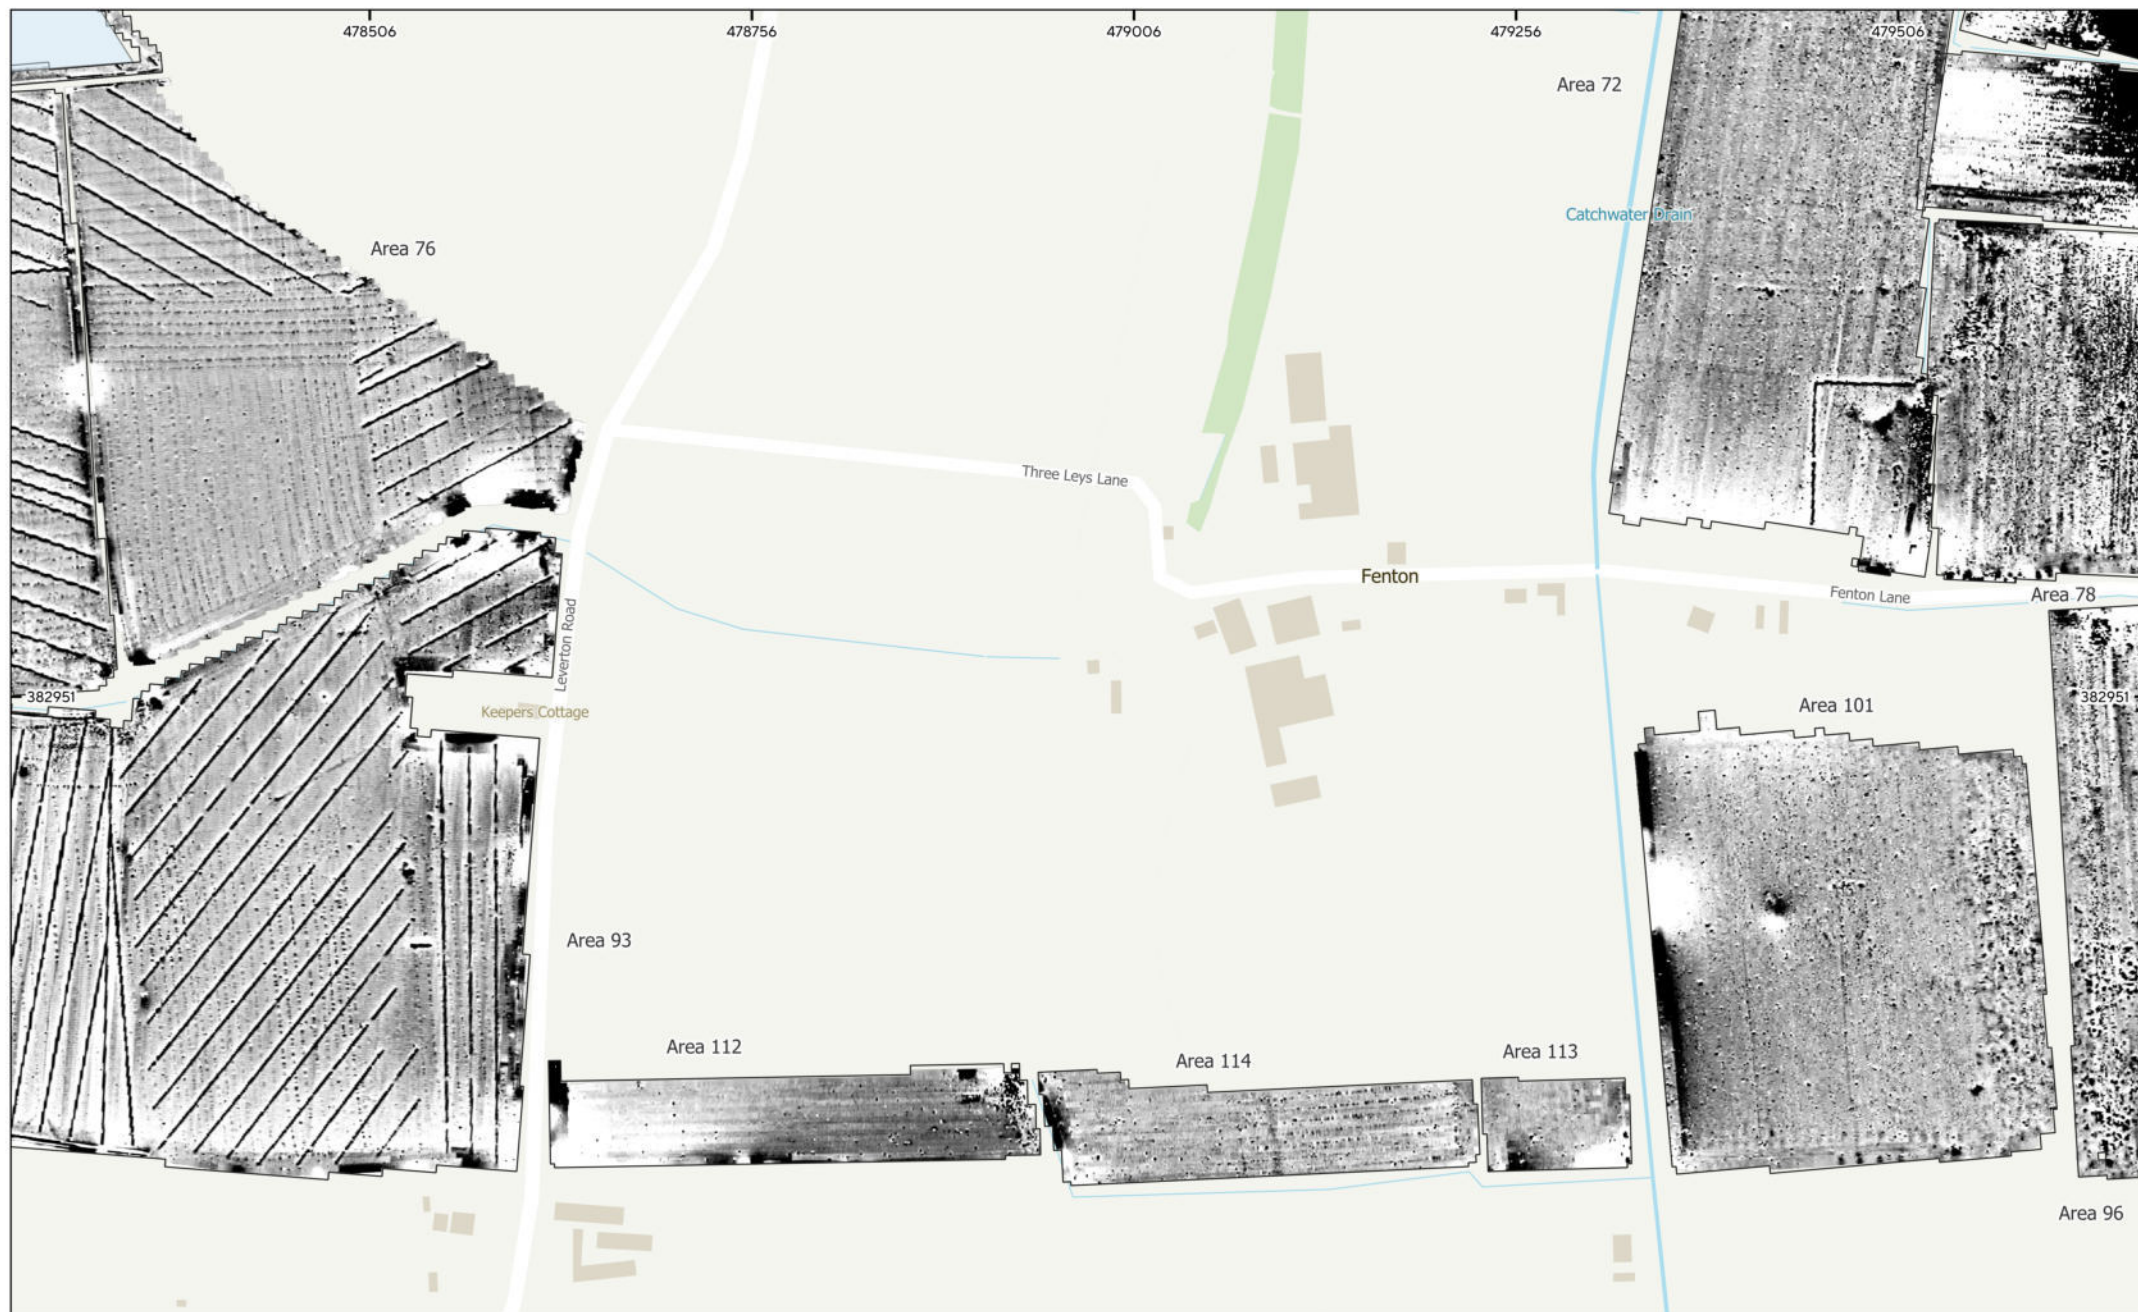 478506
478756
479006
479256
479506
Area 72
Catchwater Drain
Area 76
Three Leys Lane
Fenton
Fenton Lane
Area 78
Leverton Road
382951
382951
Keepers Cottage
Area 101
Area 93
Area 112
Area 114
Area 113
Area 96